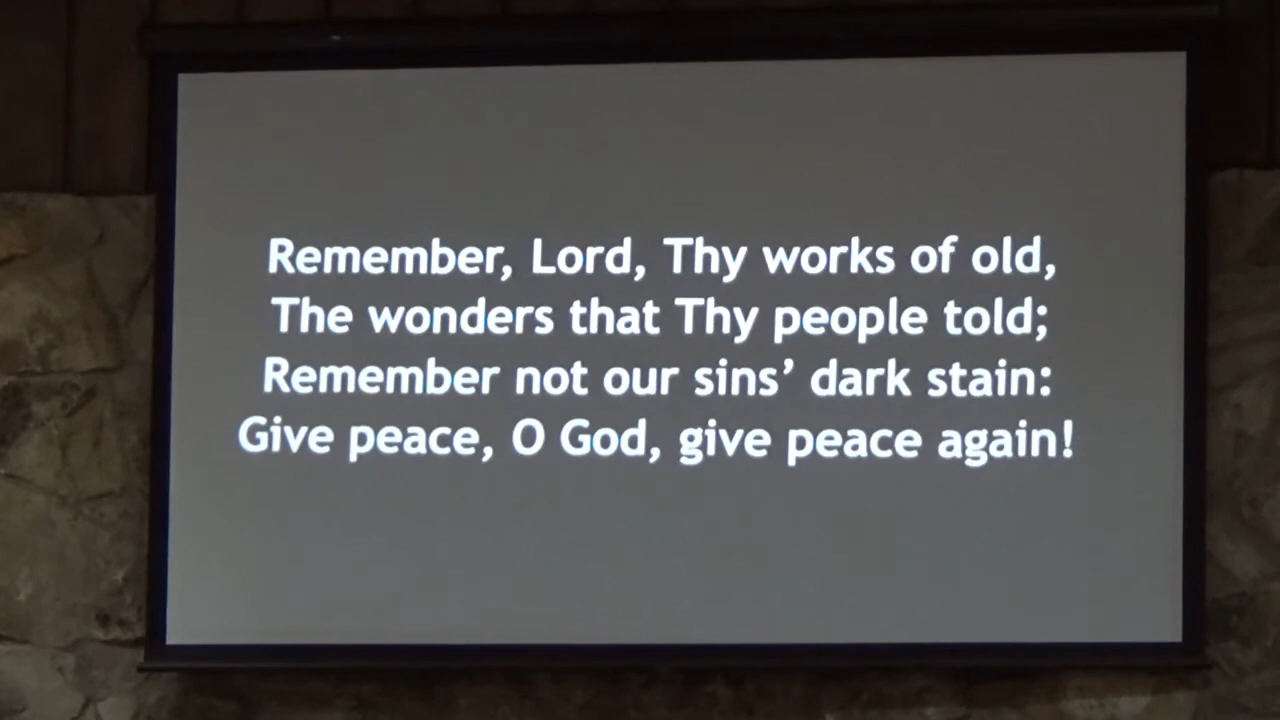 Remember, Lord, Thy works of old,
The wonders that Thy people told;
Remember not our sins’ dark stain:
Give peace, O God, give peace again!